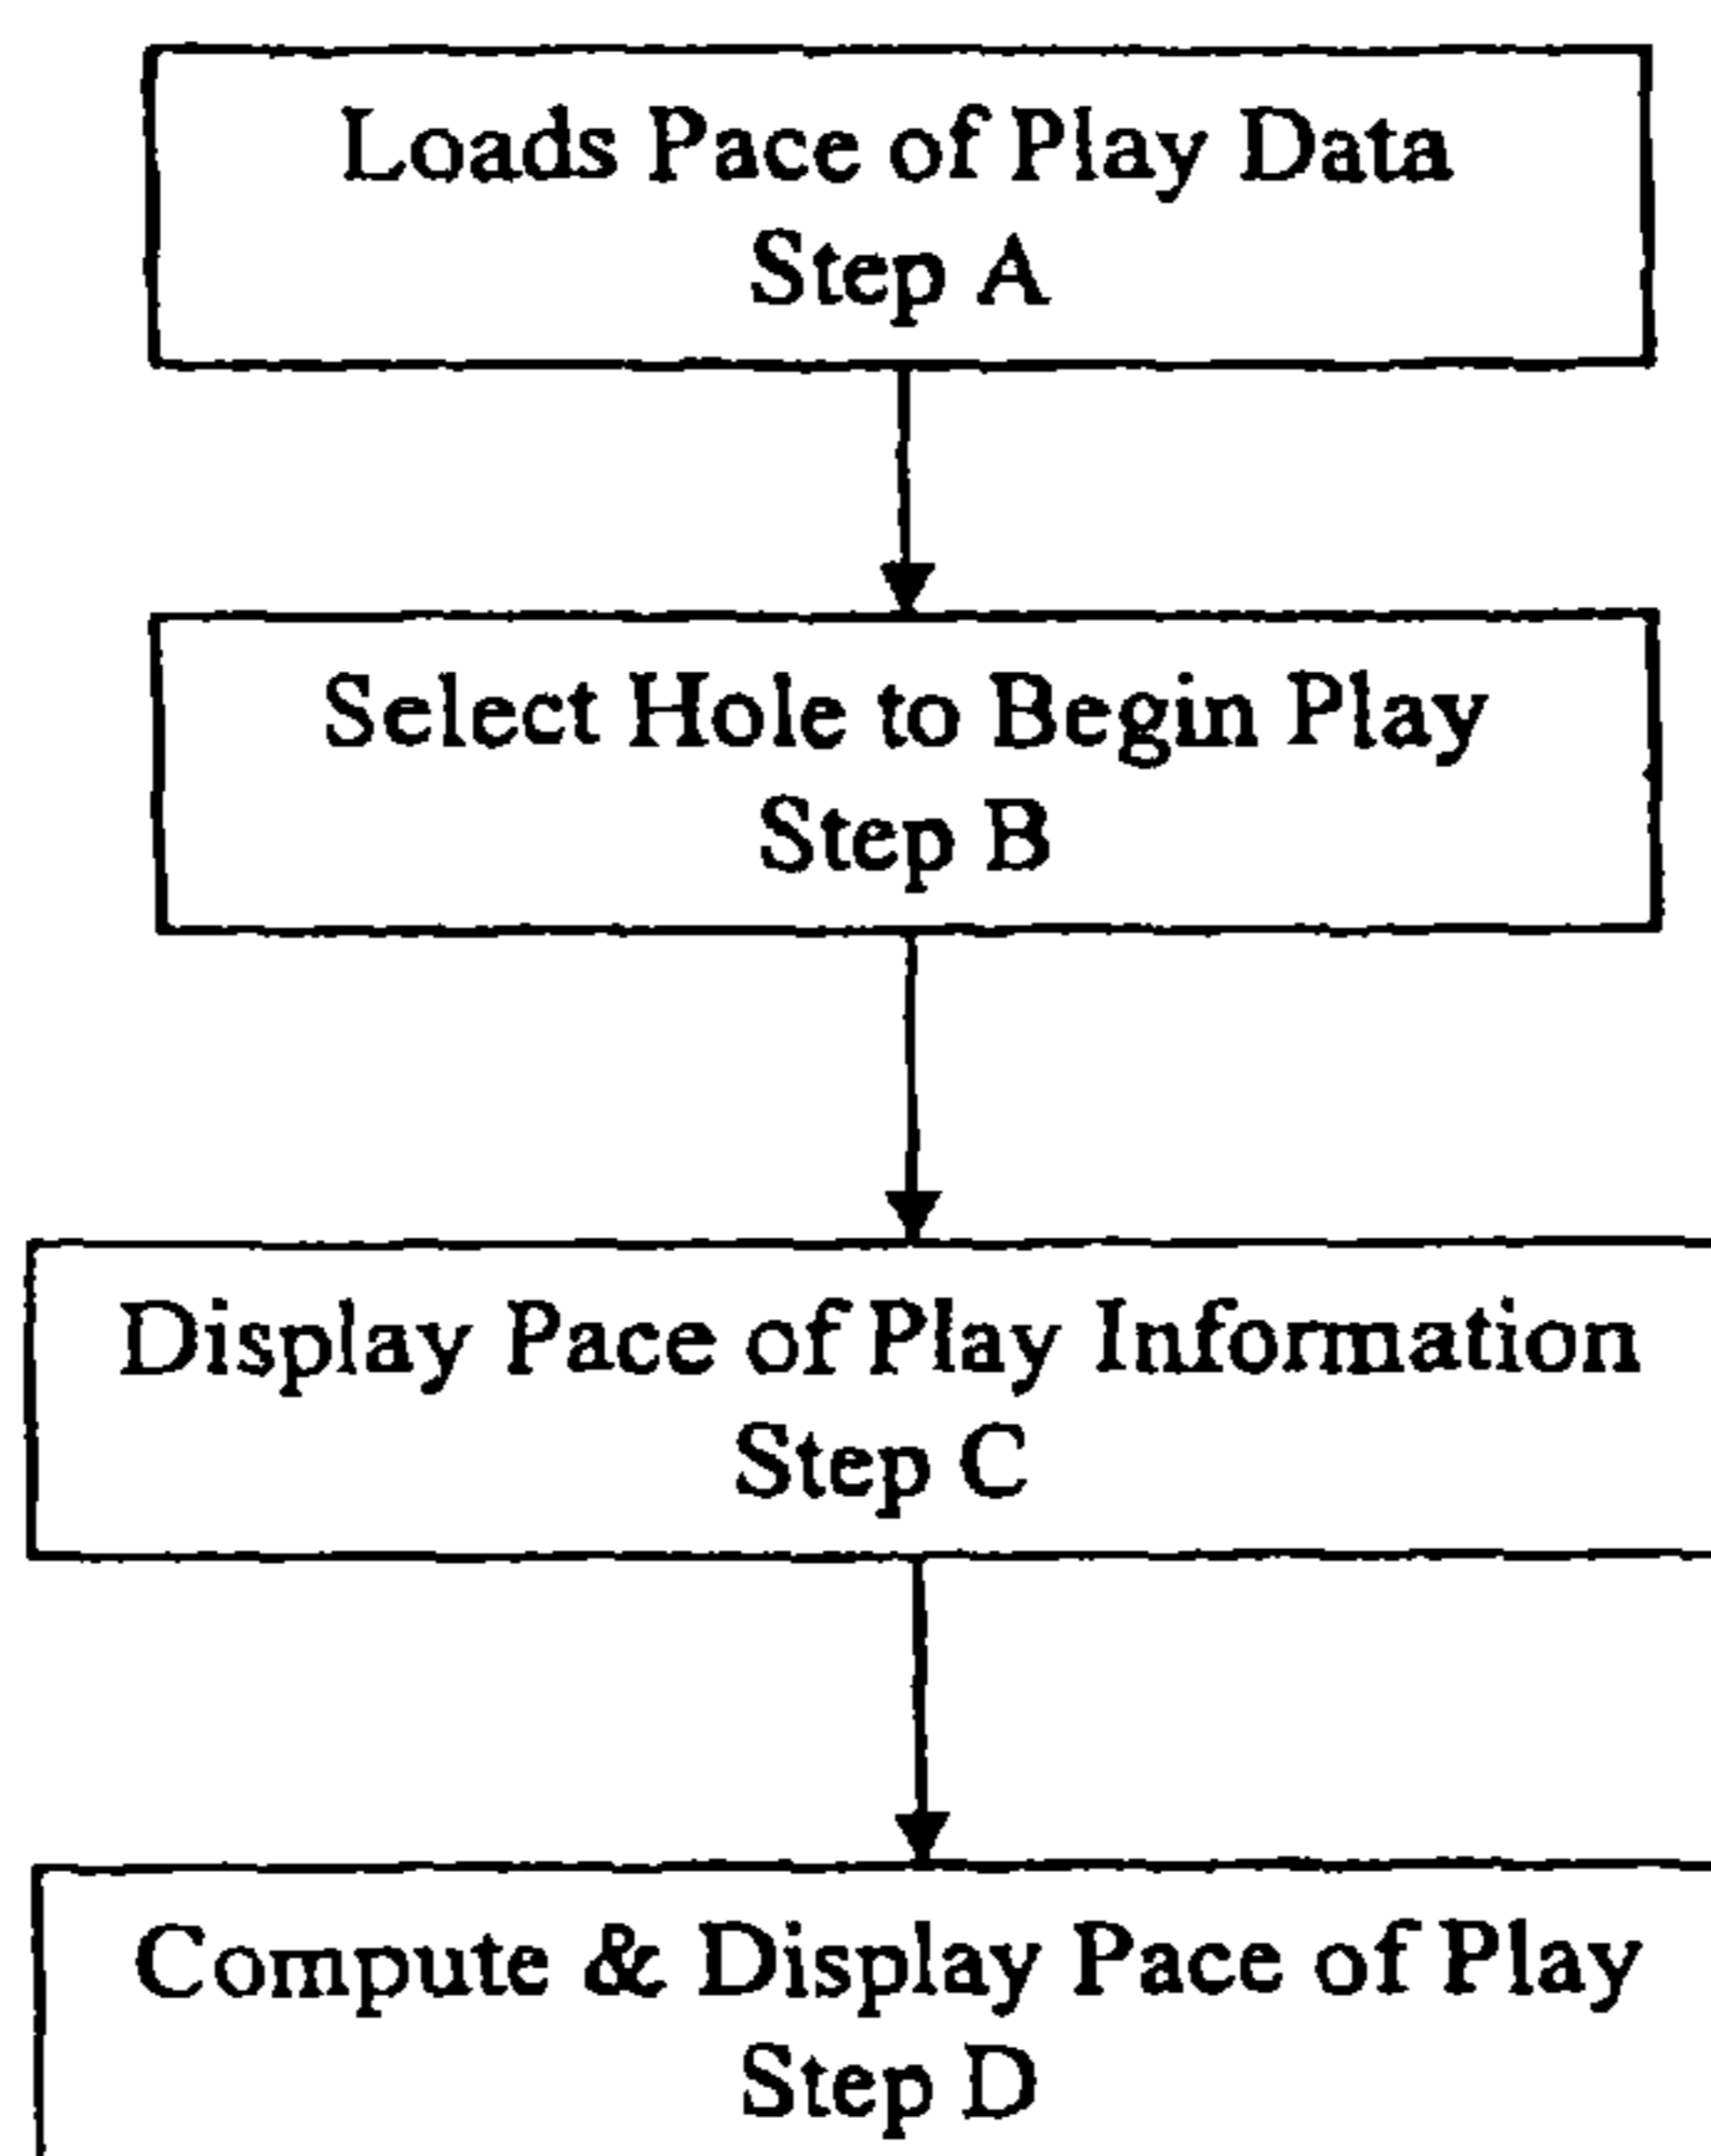 Loads Pace of Play Data
Step A
Select Hole to Begin Play
Step B
Display Pace of Play Information
Step C
Compute & Display Pace of Play
Step D